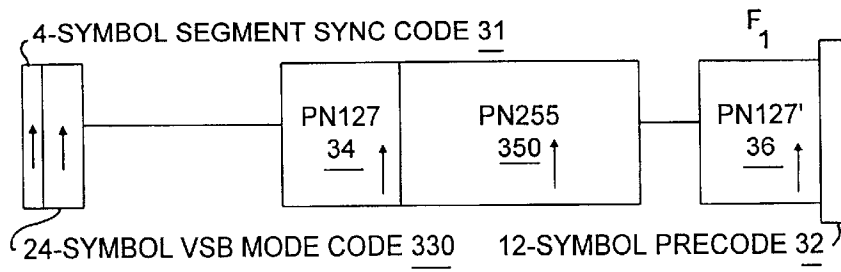 4-SYMBOL SEGMENT SYNC CODE 31
F1
PN127
34
PN255
350
PN127'
36
24-SYMBOL VSB MODE CODE 330
12-SYMBOL PRECODE 32